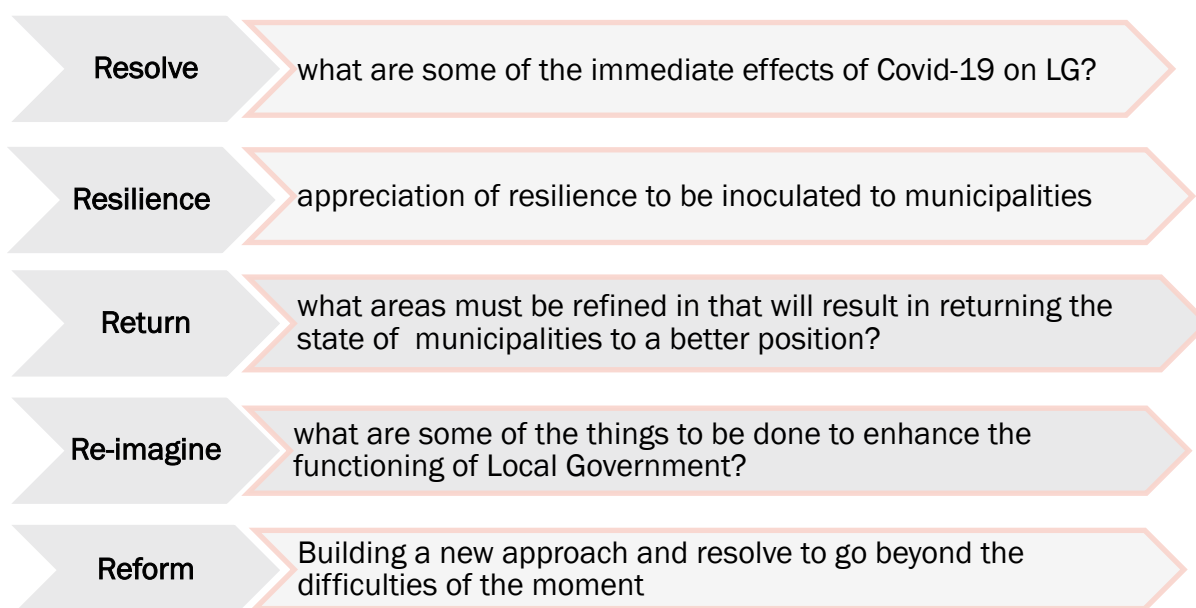 Resolve
what are some of the immediate effects of Covid-19 on LG?
Resilience
appreciation of resilience to be inoculated to municipalities
Return
what areas must be refined in that will result in returning the
state of  municipalities to a better position?
Re-imagine
what are some of the things to be done to enhance the
functioning of Local Government?
Reform
Building a new approach and resolve to go beyond the
difficulties of the moment